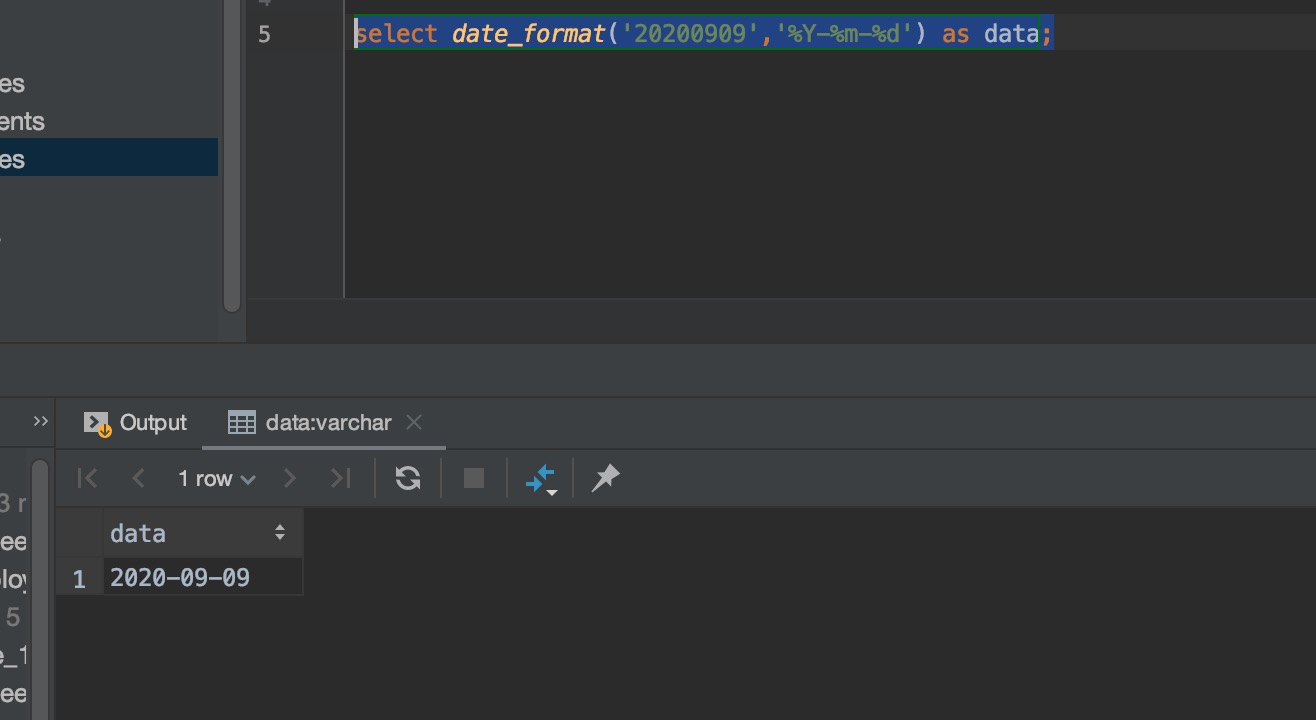 5 select date_format('20200909','%Y-%m-%d') as data;
es
ents
es
Output data:varchar
1 row
data
1 2020-09-09
3 r
ee
loy
5
e_1
ee